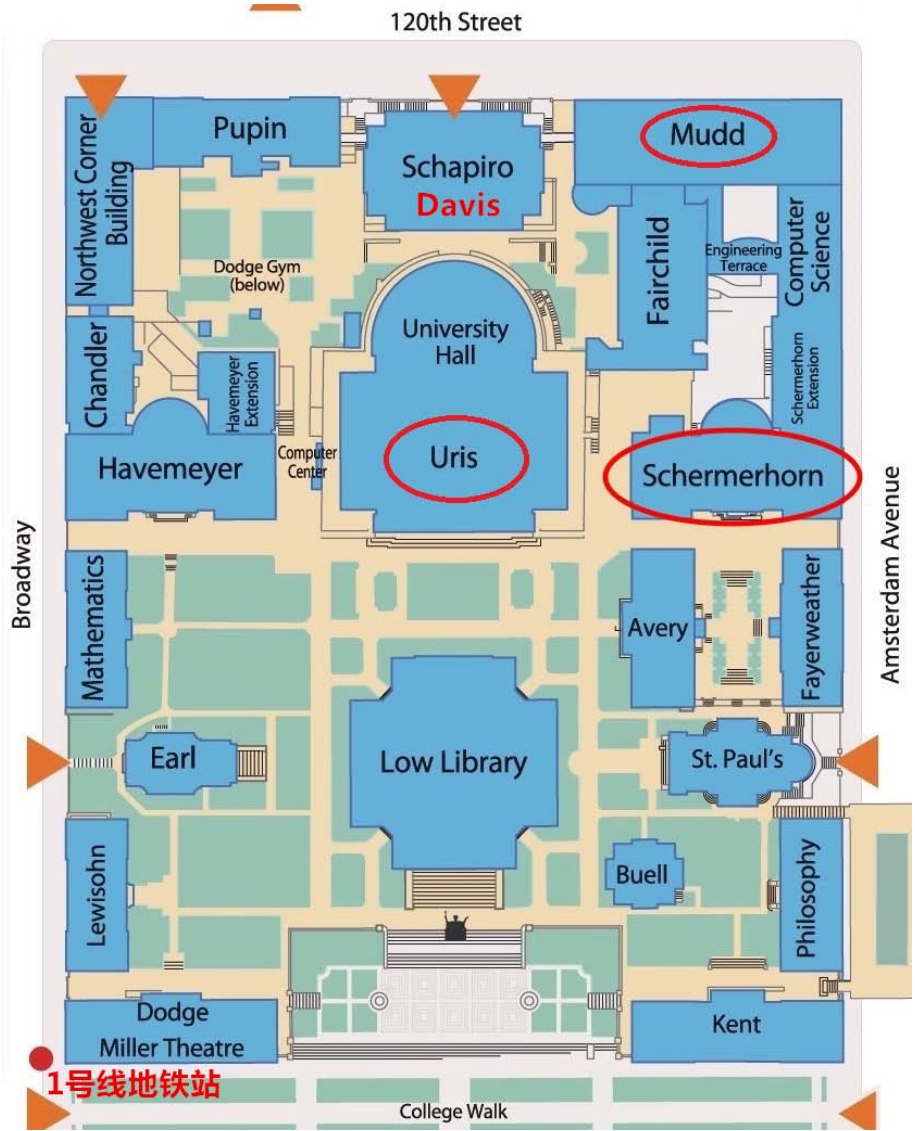 120th Street
Northwest Corner
Building
Pupin
Schapiro
Davis
Mudd
Dodge Gym
(below)
University
Hall
Fairchild
Engineering
Terrace
Computer
Science
Chandler
Havemeyer
Extension
Schermerhorn
Extension
Havemeyer
Computer
Center
Uris
Schermerhorn
Broadway
Amsterdam Avenue
Mathematics
Avery
Fayerweather
Earl
Low Library
St. Paul's
Lewisohn
Buell
Philosophy
Dodge
Miller Theatre
Kent
1号线地铁站
College Walk